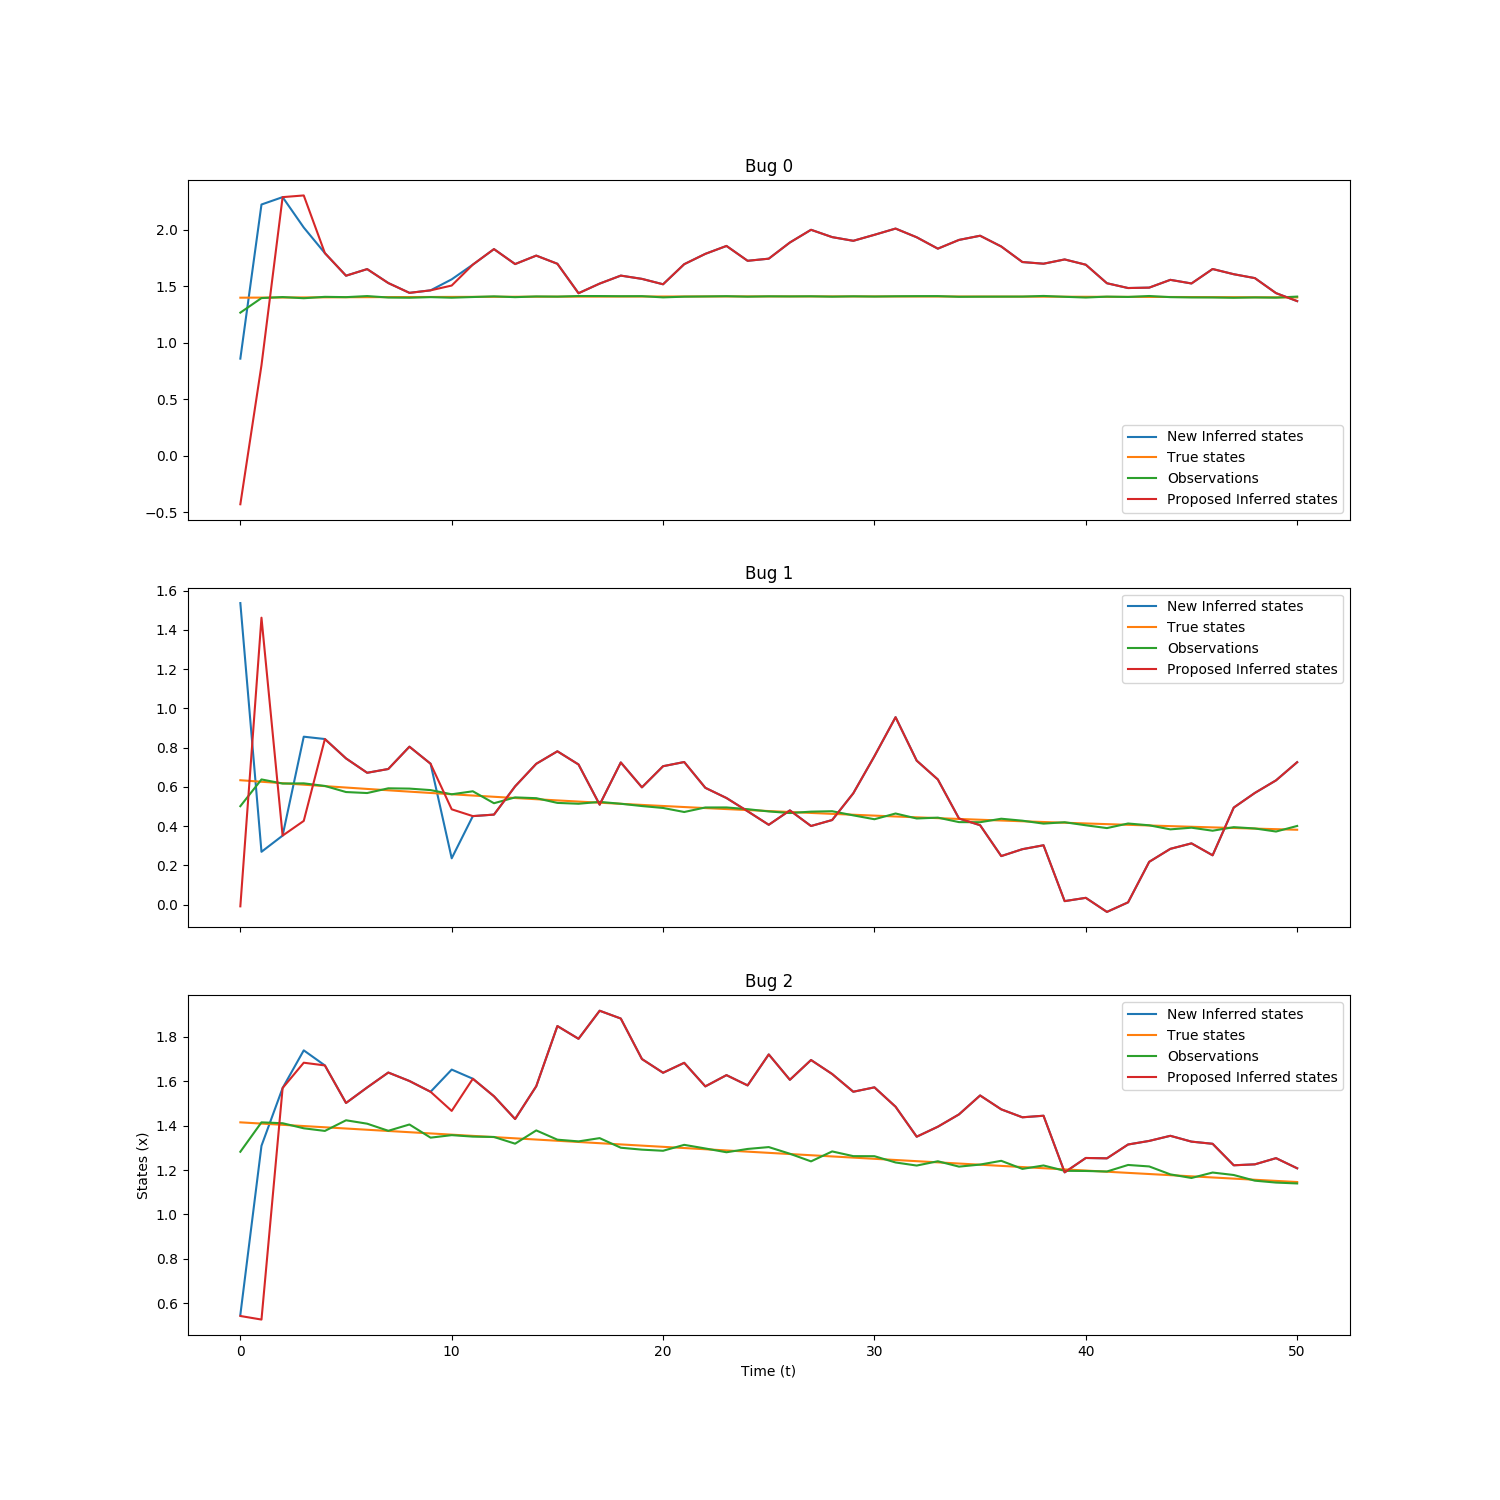 Bug 0
2.0
1.5
1.0
0.5
0.0
−0.5
New Inferred states
True states
Observations
Proposed Inferred states
Bug 1
1.6
1.4
1.2
1.0
0.8
0.6
0.4
0.2
0.0
New Inferred states
True states
Observations
Proposed Inferred states
Bug 2
States (x)
1.8
1.6
1.4
1.2
1.0
0.8
0.6
New Inferred states
True states
Observations
Proposed Inferred states
0 10 20 30 40 50
Time (t)